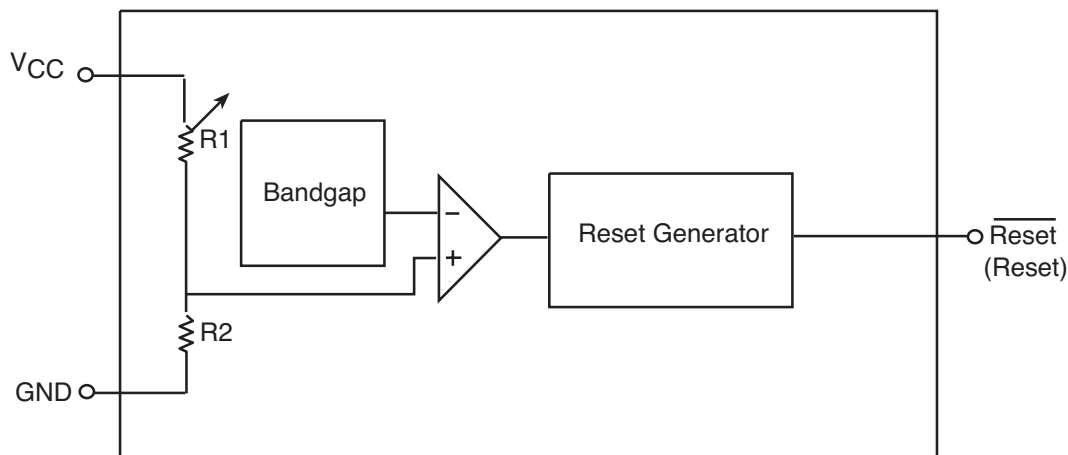 VCC
R1
Bandgap
−
+
Reset Generator
Reset
(Reset)
R2
GND